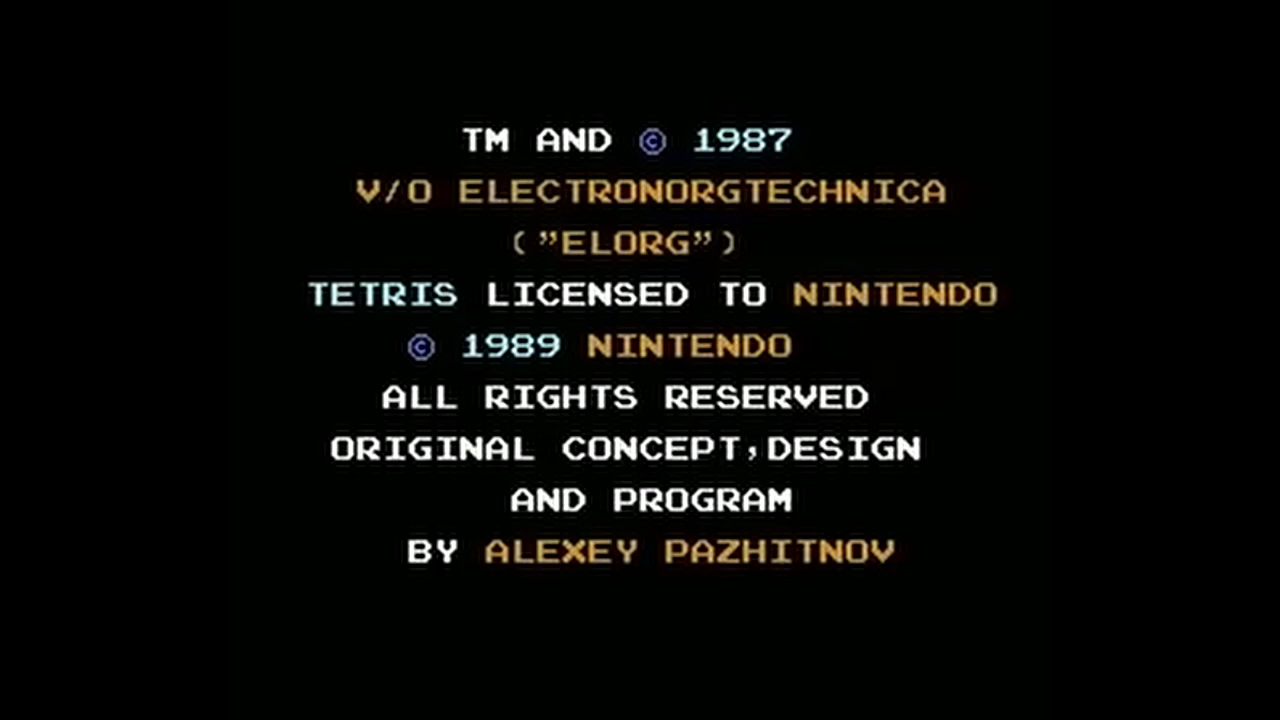 TM AND © 1987
V/O ELECTRONORGTECHNICA
(”ELORG”)
TETRIS LICENSED TO NINTENDO
© 1989 NINTENDO
ALL RIGHTS RESERVED
ORIGINAL CONCEPT,DESIGN
AND PROGRAM
BY ALEXEY PAZHITNOV